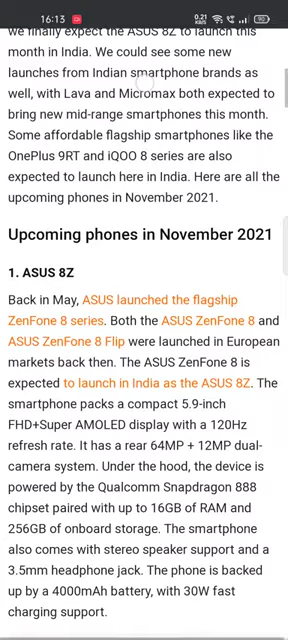 16:13
0.21
KB/S
90
we finally expect the ASUS 8Z to launch this
month in India. We could see some new
launches from Indian smartphone brands as
well, with Lava and Micromax both expected to
bring new mid-range smartphones this month.
Some affordable flagship smartphones like the
OnePlus 9RT and iQOO 8 series are also
expected to launch here in India. Here are all the
upcoming phones in November 2021.
Upcoming phones in November 2021
1. ASUS 8Z
Back in May, ASUS launched the flagship
ZenFone 8 series. Both the ASUS ZenFone 8 and
ASUS ZenFone 8 Flip were launched in European
markets back then. The ASUS ZenFone 8 is
expected to launch in India as the ASUS 8Z. The
smartphone packs a compact 5.9-inch
FHD+Super AMOLED display with a 120Hz
refresh rate. It has a rear 64MP + 12MP dual-
camera system. Under the hood, the device is
powered by the Qualcomm Snapdragon 888
chipset paired with up to 16GB of RAM and
256GB of onboard storage. The smartphone
also comes with stereo speaker support and a
3.5mm headphone jack. The phone is backed
up by a 4000mAh battery, with 30W fast
charging support.